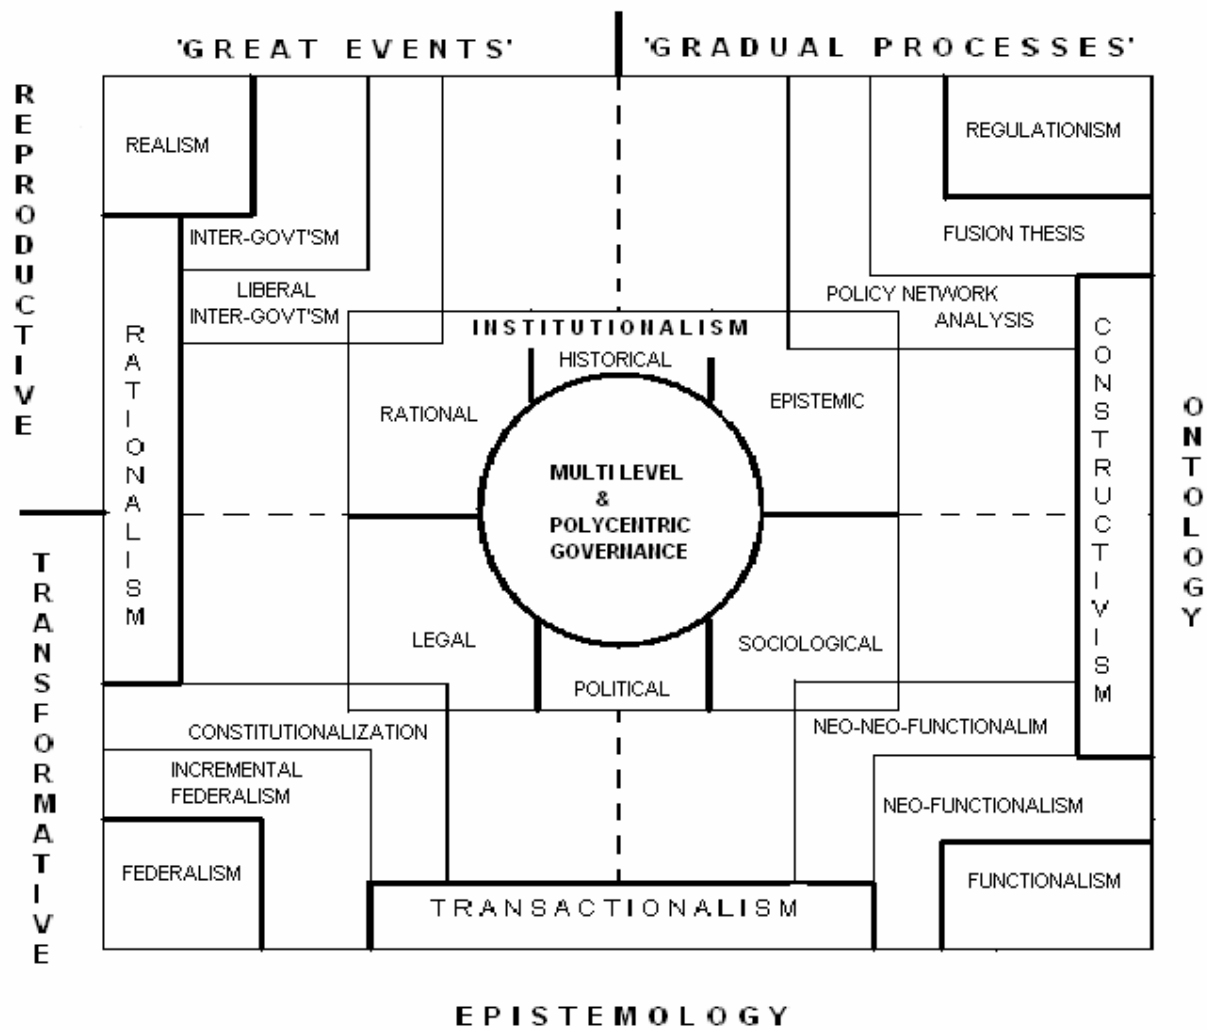 'GREAT EVENTS'
'GRADUAL PROCESSES'
REPRODUCTIVE
REALISM
REGULATIONISM
INTER-GOVT'SM
FUSION THESIS
LIBERAL
INTER-GOVT'SM
POLICY NETWORK
ANALYSIS
RATIONALISM
INSTITUTIONALISM
HISTORICAL
RATIONAL
EPISTEMIC
CONSTRUCTIVISM
ONTOLOGY
MULTI LEVEL
&
POLYCENTRIC
GOVERNANCE
TRANSFORMATIVE
LEGAL
SOCIOLOGICAL
POLITICAL
CONSTITUTIONALIZATION
NEO-NEO-FUNCTIONALIM
INCREMENTAL
FEDERALISM
NEO-FUNCTIONALISM
FEDERALISM
FUNCTIONALISM
TRANSACTIONALISM
EPISTEMOLOGY